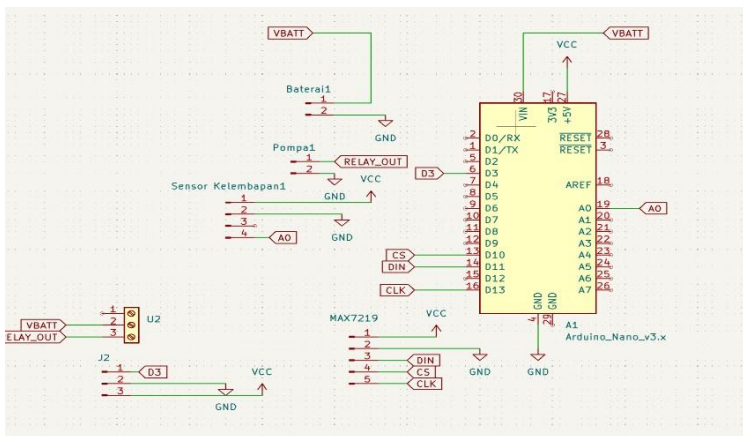 VBATT
Baterai1
1
2
GND
Pompa1
1 RELAY_OUT
2
GND
Sensor Kelembapan1
VCC
1
2
3
4 A0
GND
VBATT
VCC
30 17 27
VIN 3V3 +5V
2 D0/RX RESET 28
1 D1/TX RESET 3
5 D2
D3 6 D3
7 D4 AREF 18
8 D5
9 D6 A0 19 A0
10 D7 A1 20
11 D8 A2 21
12 D9 A3 22
CS 13 D10 A4 23
DIN 14 D11 A5 24
15 D12 A6 25
CLK 16 D13 A7 26
GND GND
4 29
A1
Arduino_Nano_v3.x
GND
1
VBATT 2
ELAY_OUT 3
U2
J2
1 D3
2
3
GND
VCC
MAX7219
VCC
1
2
3 DIN
4 CS
5 CLK
GND